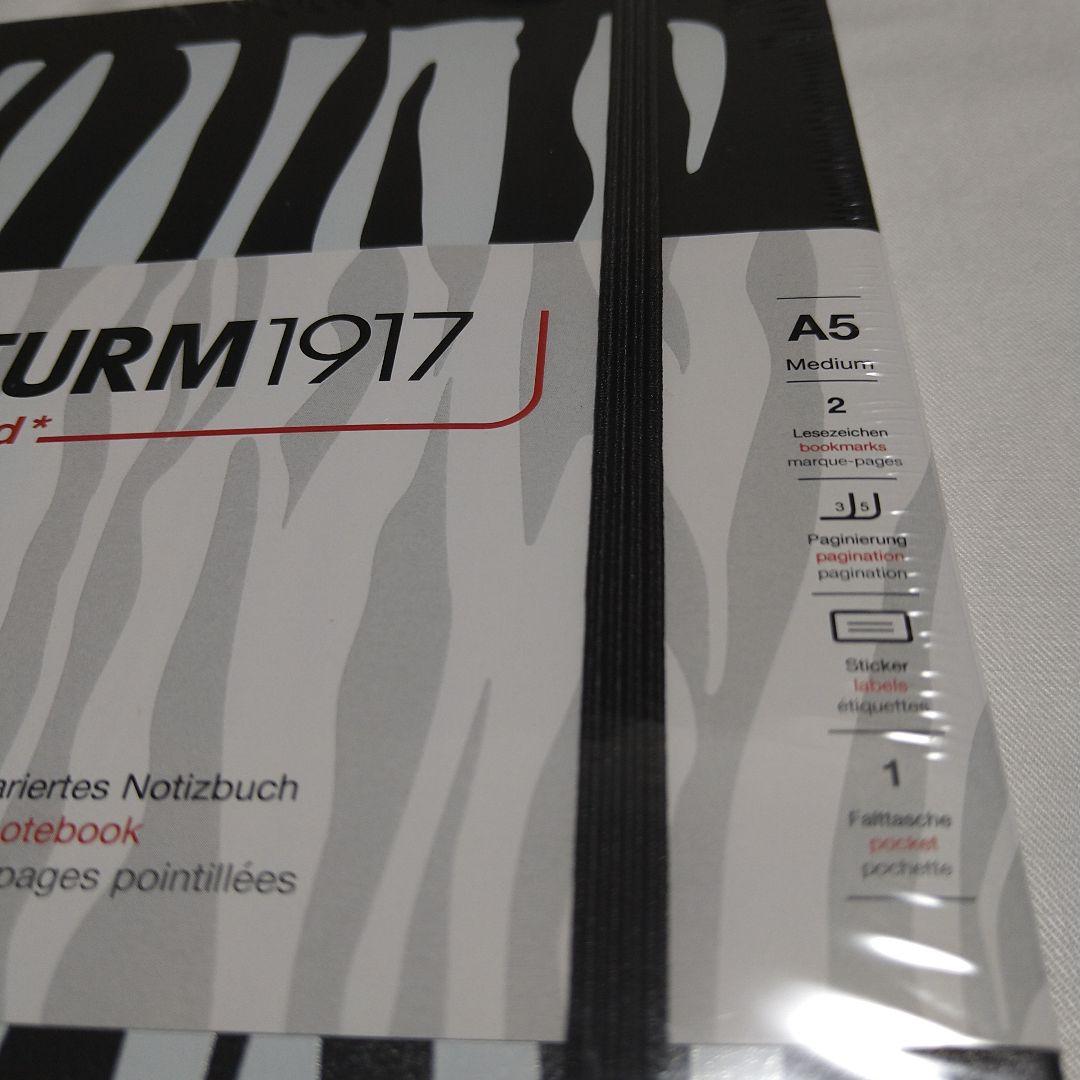 TURM1917
d*
ariertes Notizbuch
otebook
pages pointillées
A5
Medium
2
Lesezeichen
bookmarks
marque-pages
3 5
Paginierung
pagination
pagination
Sticker
labels
étiquettes
1
Falttasche
pocket
pochette